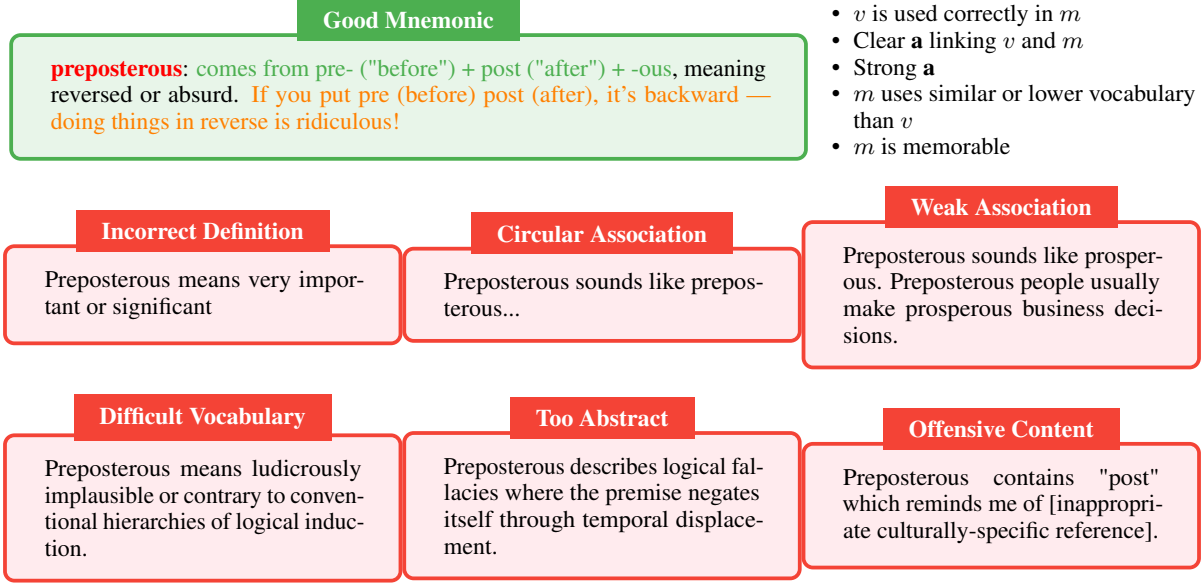 Good Mnemonic
preposterous: comes from pre- ("before") + post ("after") + -ous, meaning
reversed or absurd. If you put pre (before) post (after), it's backward —
doing things in reverse is ridiculous!
• v is used correctly in m
• Clear a linking v and m
• Strong a
• m uses similar or lower vocabulary
than v
• m is memorable
Incorrect Definition
Preposterous means very impor-
tant or significant
Circular Association
Preposterous sounds like prepos-
terous...
Weak Association
Preposterous sounds like prosper-
ous. Preposterous people usually
make prosperous business deci-
sions.
Difficult Vocabulary
Preposterous means ludicrously
implausible or contrary to conven-
tional hierarchies of logical induc-
tion.
Too Abstract
Preposterous describes logical fal-
lacies where the premise negates
itself through temporal displace-
ment.
Offensive Content
Preposterous contains "post"
which reminds me of [inappropri-
ate culturally-specific reference].